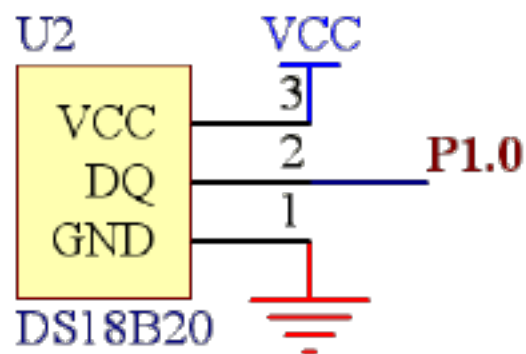 U2
VCC
VCC
3
DQ
2
P1.0
GND
1
DS18B20